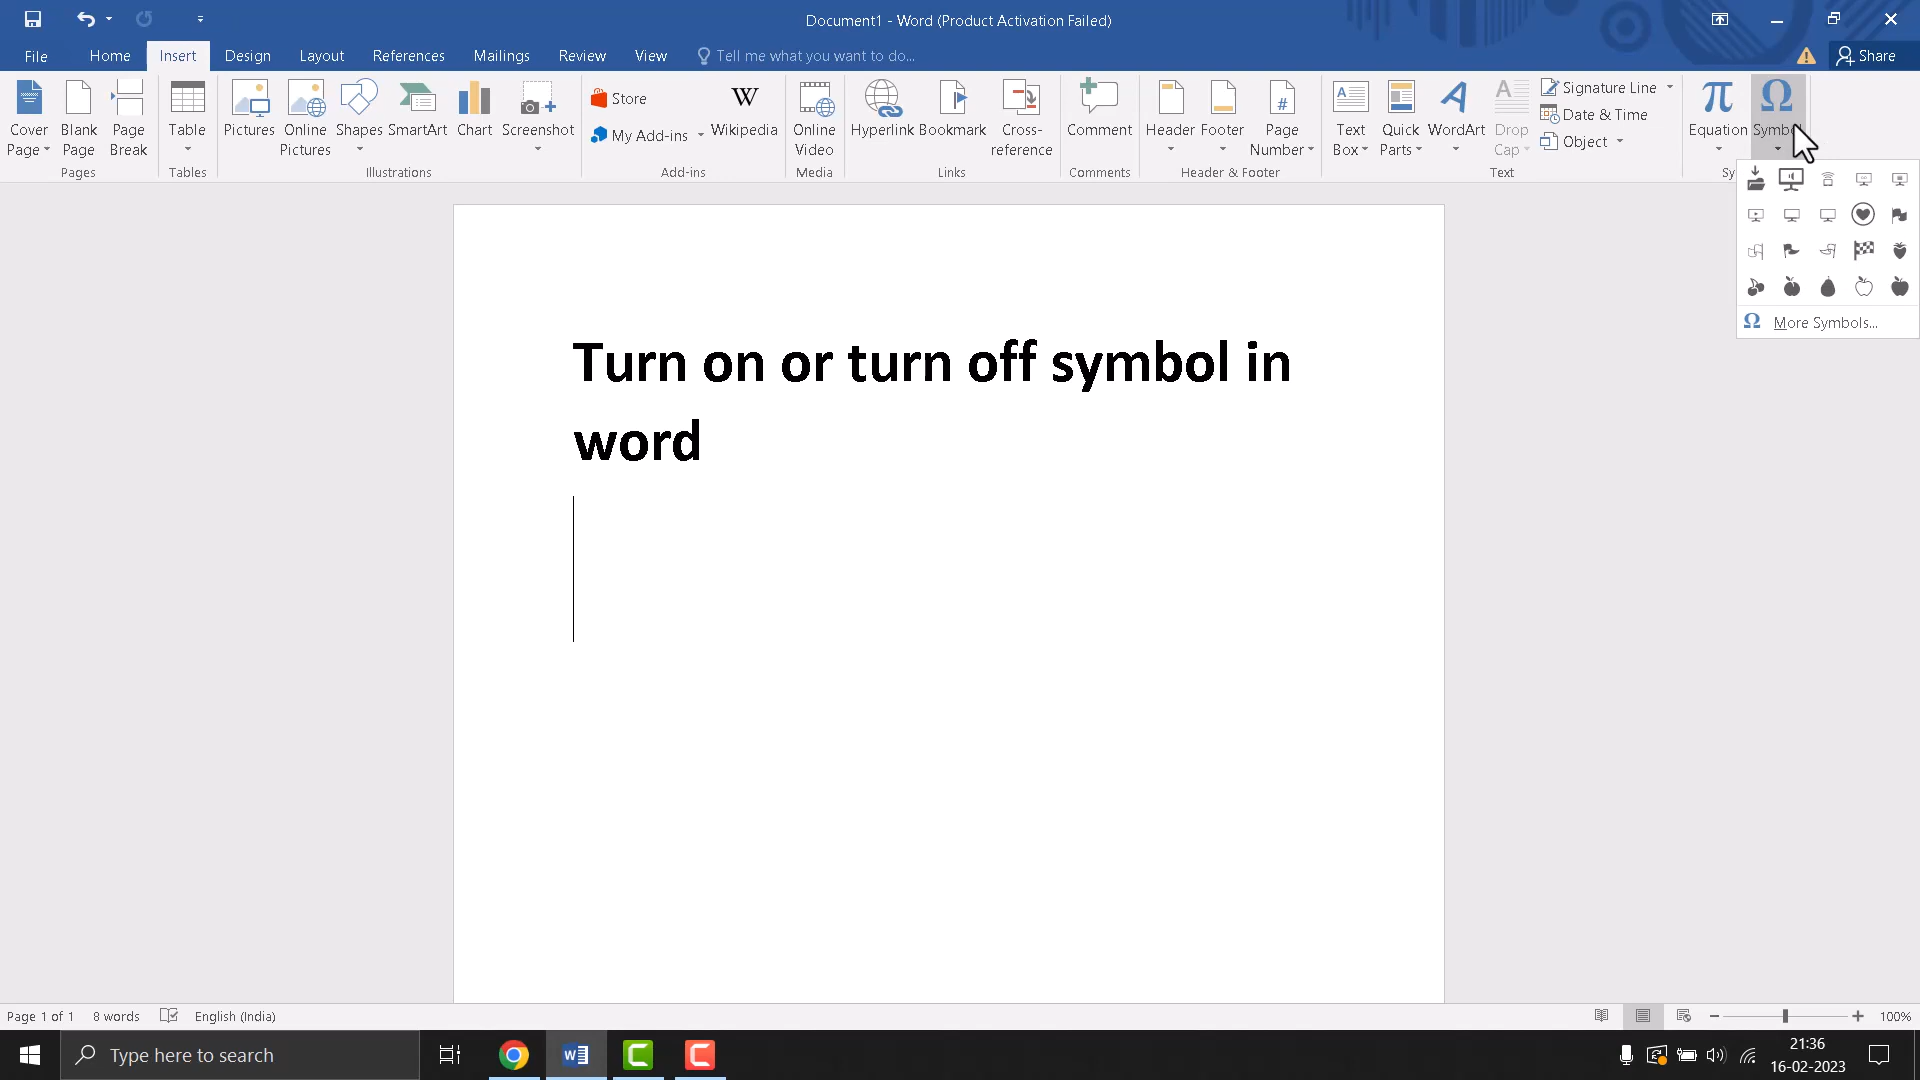 Document1 - Word (Product Activation Failed)
File Home Insert Design Layout References Mailings Review View Tell me what you want to do... Share
Cover Page
Blank Page
Page Break
Pages
Table
Tables
Pictures
Online Pictures
Shapes
SmartArt
Chart
Screenshot
Illustrations
Store
My Add-ins
W
Wikipedia
Add-ins
Online Video
Media
Hyperlink
Bookmark
Cross-reference
Links
Comment
Comments
Header
Footer
#
Page Number
Header & Footer
A
Text Box
Quick Parts
A
WordArt
A
Drop Cap
Signature Line
Date & Time
Object
Text
π
Equation
Ω
Symbo
Sy
Ω More Symbols...
Turn on or turn off symbol in
word
Page 1 of 1 8 words English (India) 100%
Type here to search
21:36
16-02-2023